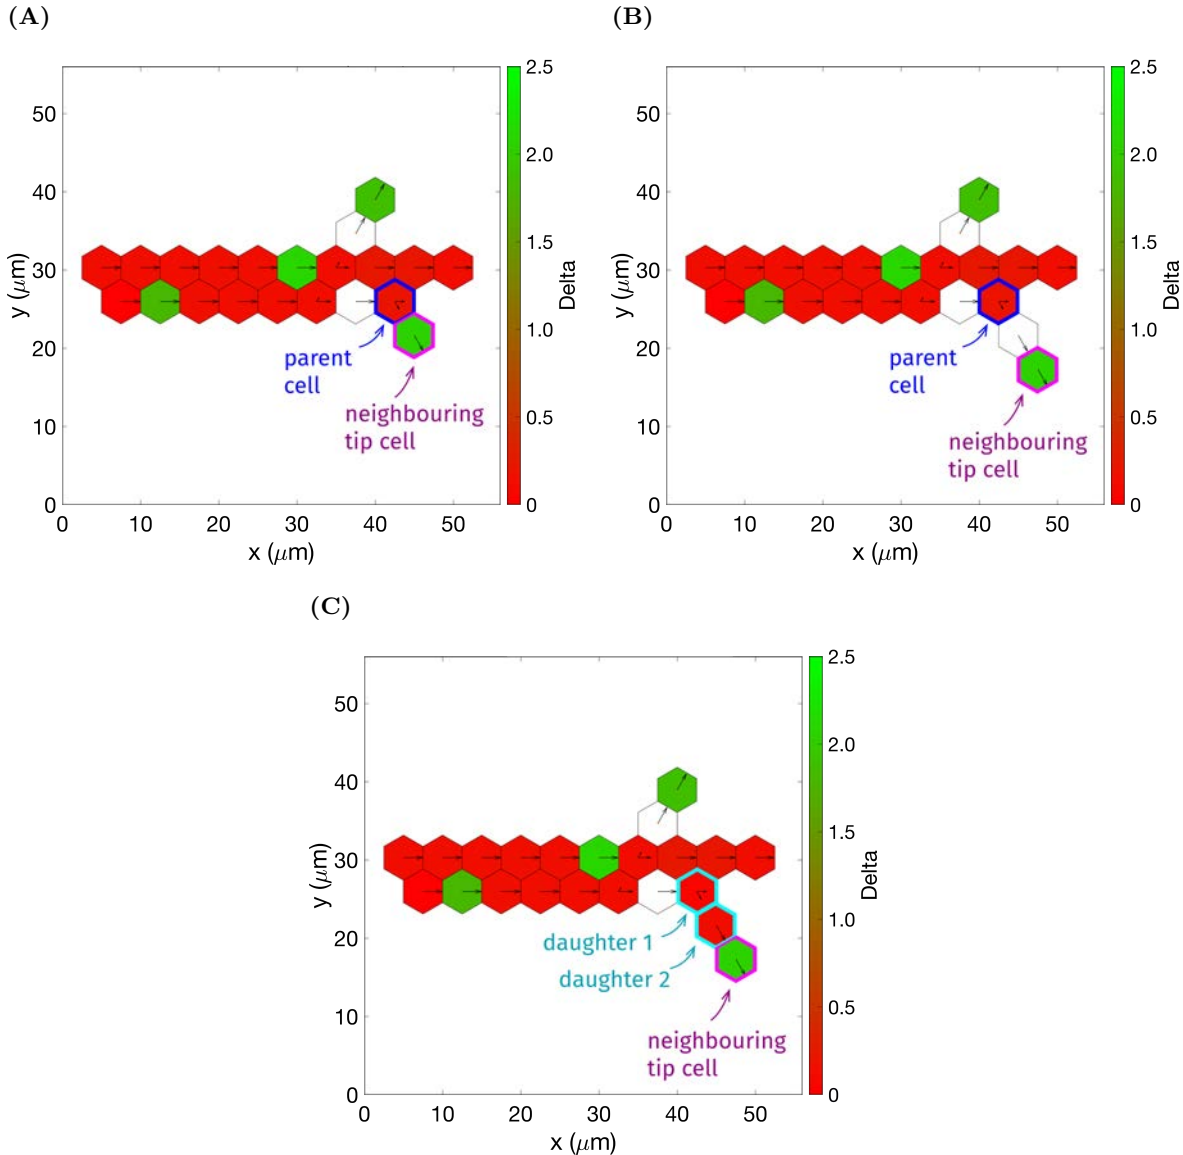 (A)
50
40
30
20
10
0
0 10 20 30 40 50
y (μm)
x (μm)
parent
cell
neighbouring
tip cell
2.5
2.0
1.5
1.0
0.5
0
Delta
(B)
50
40
30
20
10
0
0 10 20 30 40 50
y (μm)
x (μm)
parent
cell
neighbouring
tip cell
2.5
2.0
1.5
1.0
0.5
0
Delta
(C)
50
40
30
20
10
0
0 10 20 30 40 50
y (μm)
x (μm)
daughter 1
daughter 2
neighbouring
tip cell
2.5
2.0
1.5
1.0
0.5
0
Delta